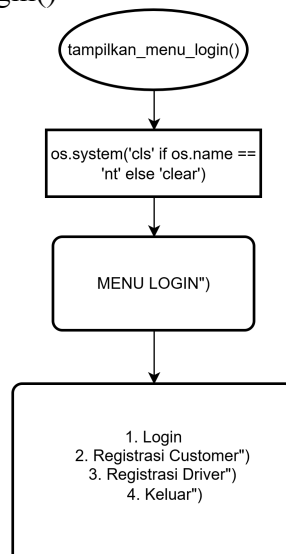 tampilkan_menu_login()
os.system('cls' if os.name ==
'nt' else 'clear')
MENU LOGIN")
1. Login
2. Registrasi Customer")
3. Registrasi Driver")
4. Keluar")